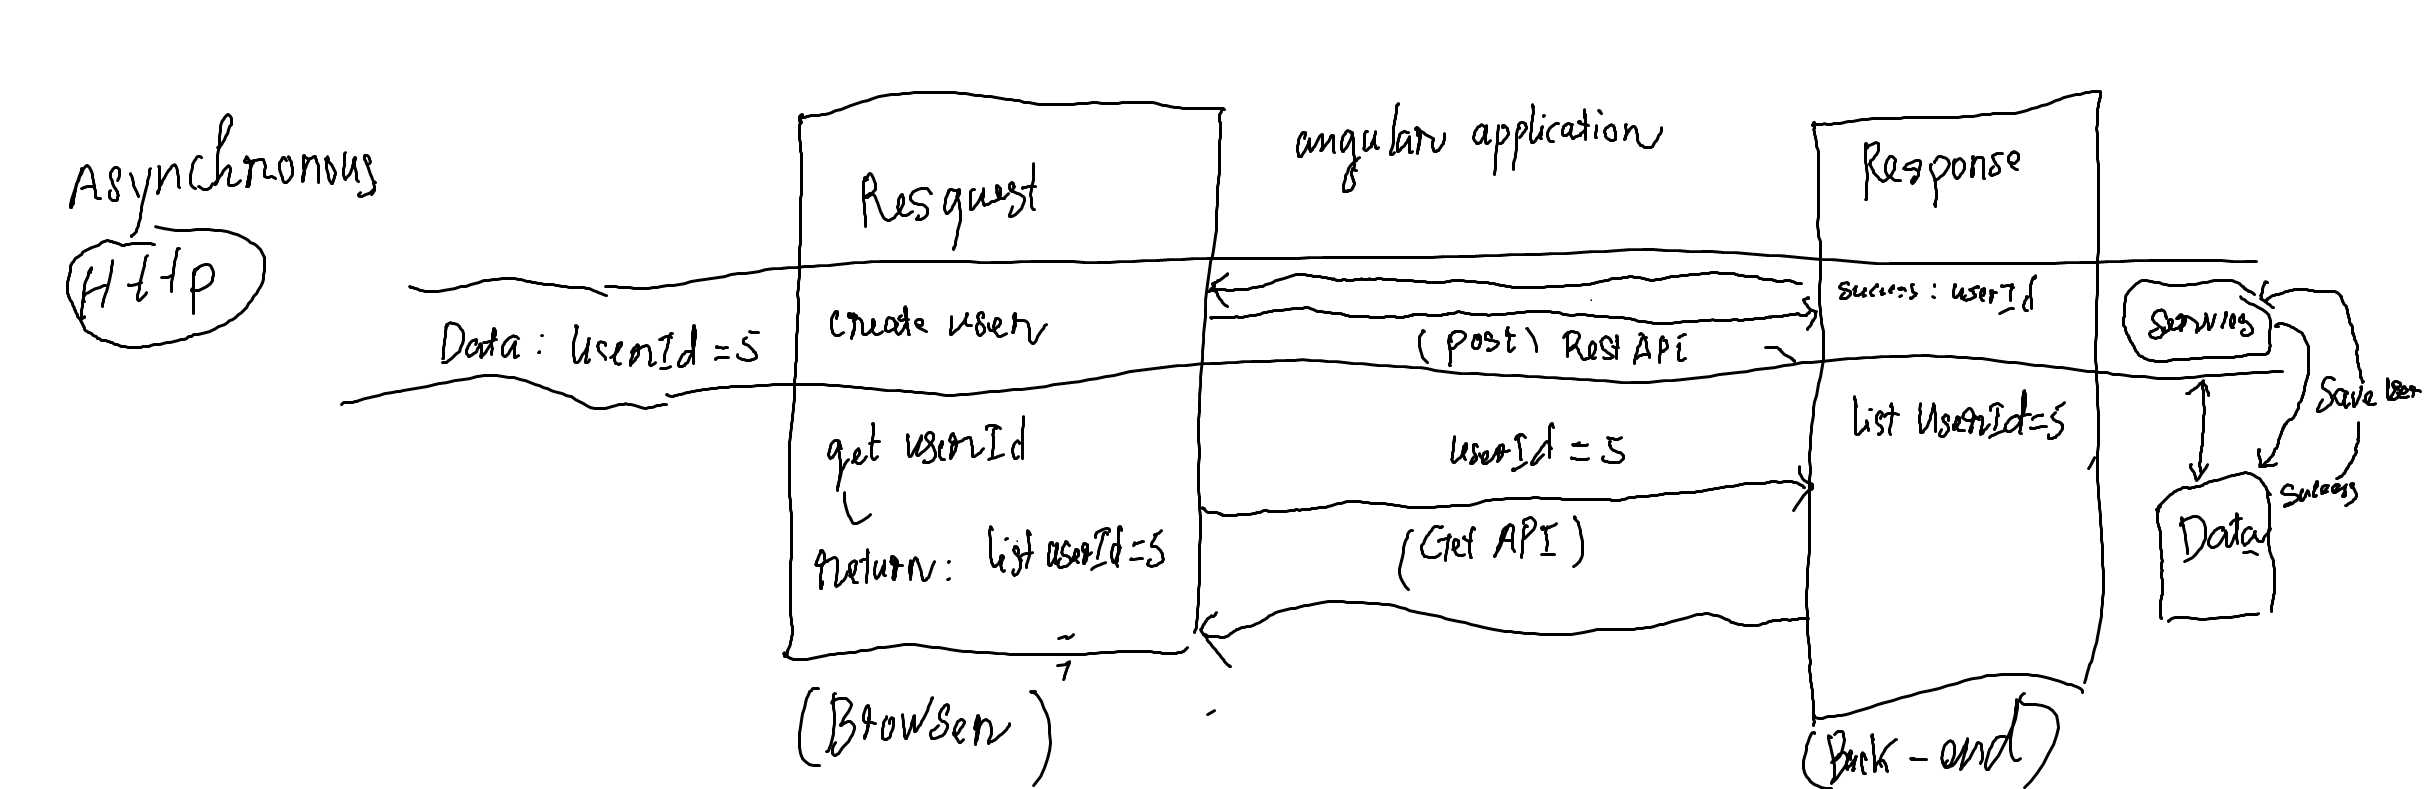 Asynchronous
Http
Resquest
angular application
Response
Data: UserId=5
create user
(post) Rest API
success: userId
Servies
get userId
userId = 5
list UserId=5
Save User
return: list userId=5
(Get API)
Success
Data
(Browser)
(Back-end)